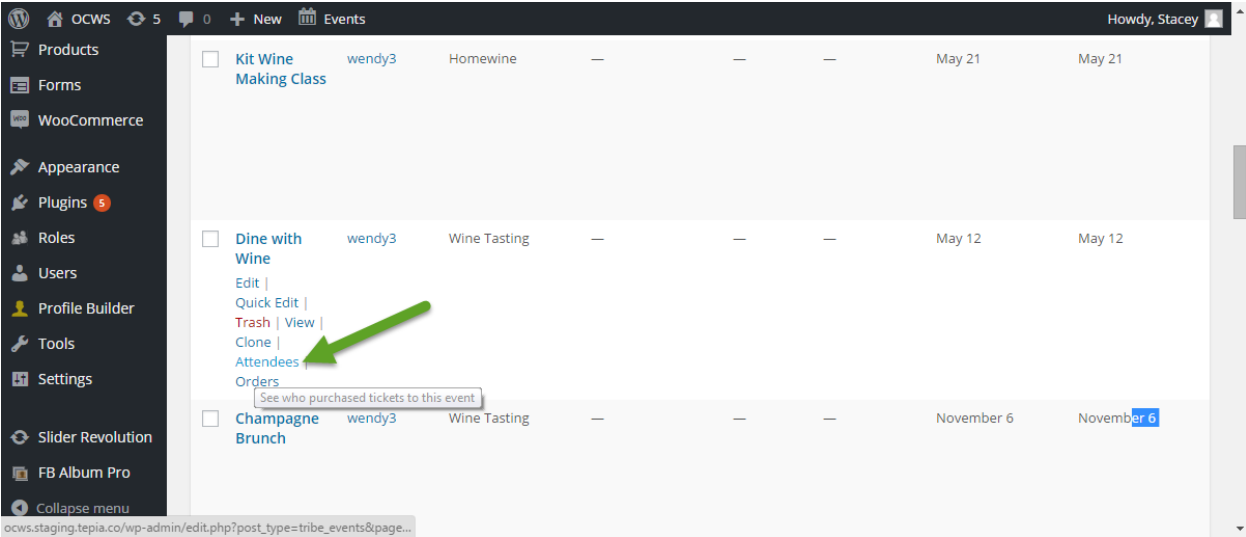 OCWS 5 0 New Events Howdy, Stacey
Products
Forms
WooCommerce
Appearance
Plugins 5
Roles
Users
Profile Builder
Tools
Settings
Slider Revolution
FB Album Pro
Collapse menu
Kit Wine wendy3 Homewine — — — May 21 May 21
Making Class
Dine with wendy3 Wine Tasting — — — May 12 May 12
Wine
Edit |
Quick Edit |
Trash | View |
Clone |
Attendees |
Orders
See who purchased tickets to this event
Champagne wendy3 Wine Tasting — — — November 6 November 6
Brunch
ocws.staging.tepia.co/wp-admin/edit.php?post_type=tribe_events&page...